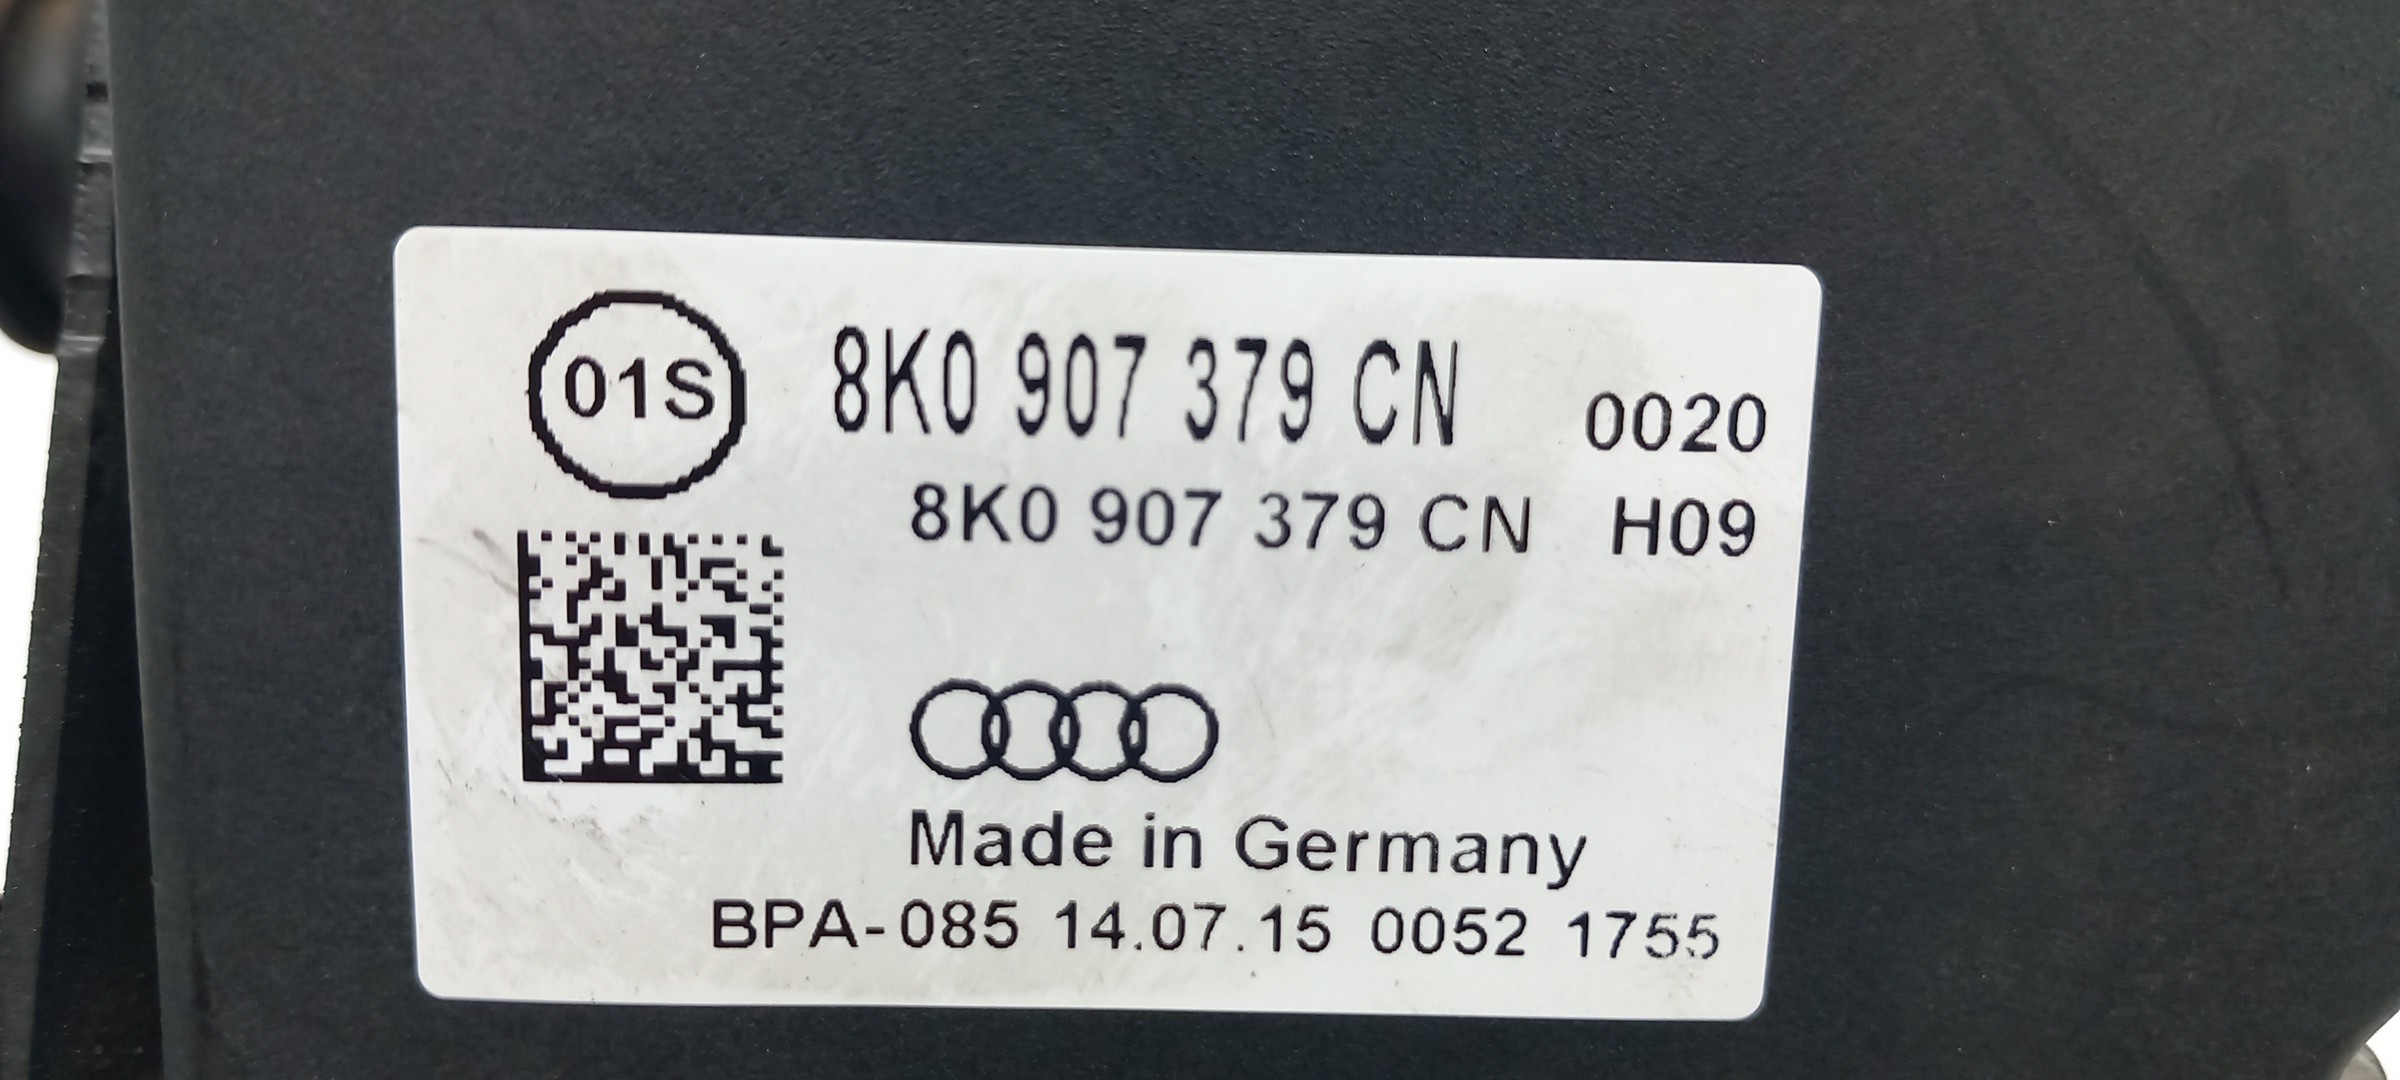 01S 8K0 907 379 CN 0020
8K0 907 379 CN H09
Made in Germany
BPA-085 14.07.15 0052 1755